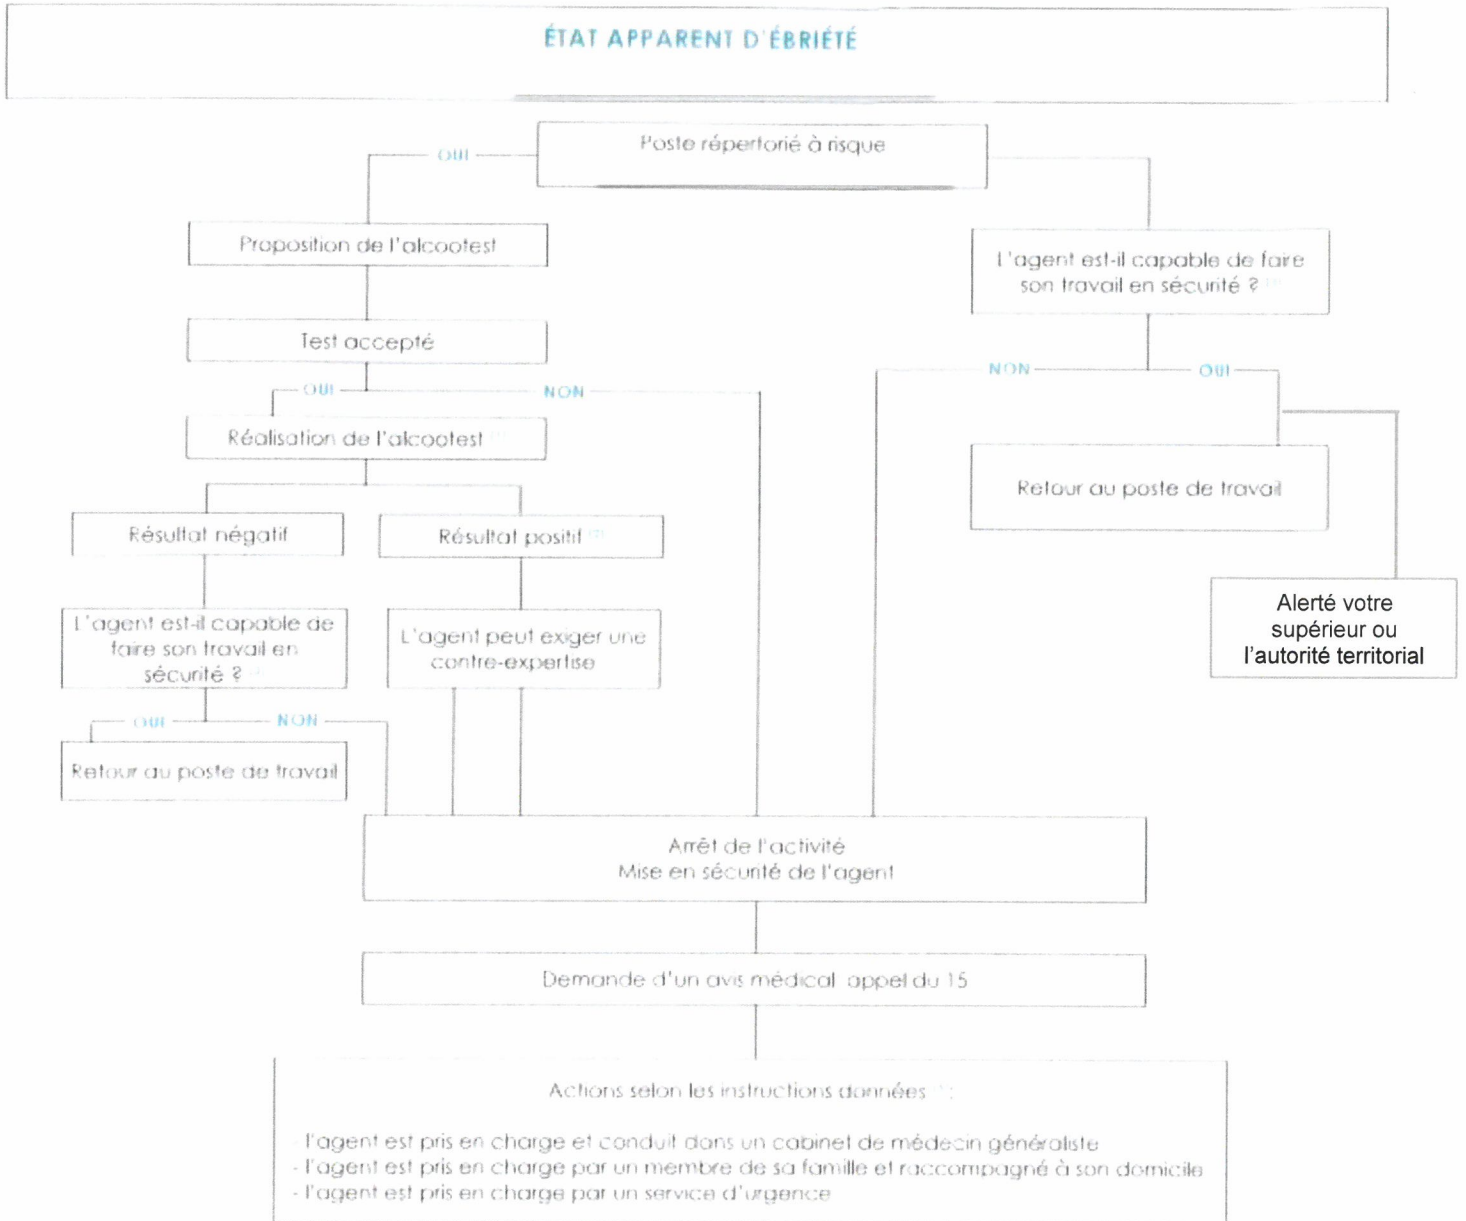 ÉTAT APPARENT D'ÉBRIÉTÉ
Poste répertorié à risque
OUI
Proposition de l'alcootest
L'agent est-il capable de faire
son travail en sécurité ?
Test accepté
OUI
NON
NON
OUI
Réalisation de l'alcootest
Retour au poste de travail
Résultat négatif
Résultat positif (2)
Alerté votre
supérieur ou
l'autorité territorial
L'agent est-il capable de
faire son travail en
sécurité ?
L'agent peut exiger une
contre-expertise
OUI
NON
Retour au poste de travail
Arrêt de l'activité
Mise en sécurité de l'agent
Demande d'un avis médical appel du 15
Actions selon les instructions données :
- l'agent est pris en charge et conduit dans un cabinet de médecin généraliste
- l'agent est pris en charge par un membre de sa famille et raccompagné à son domicile
- l'agent est pris en charge par un service d'urgence